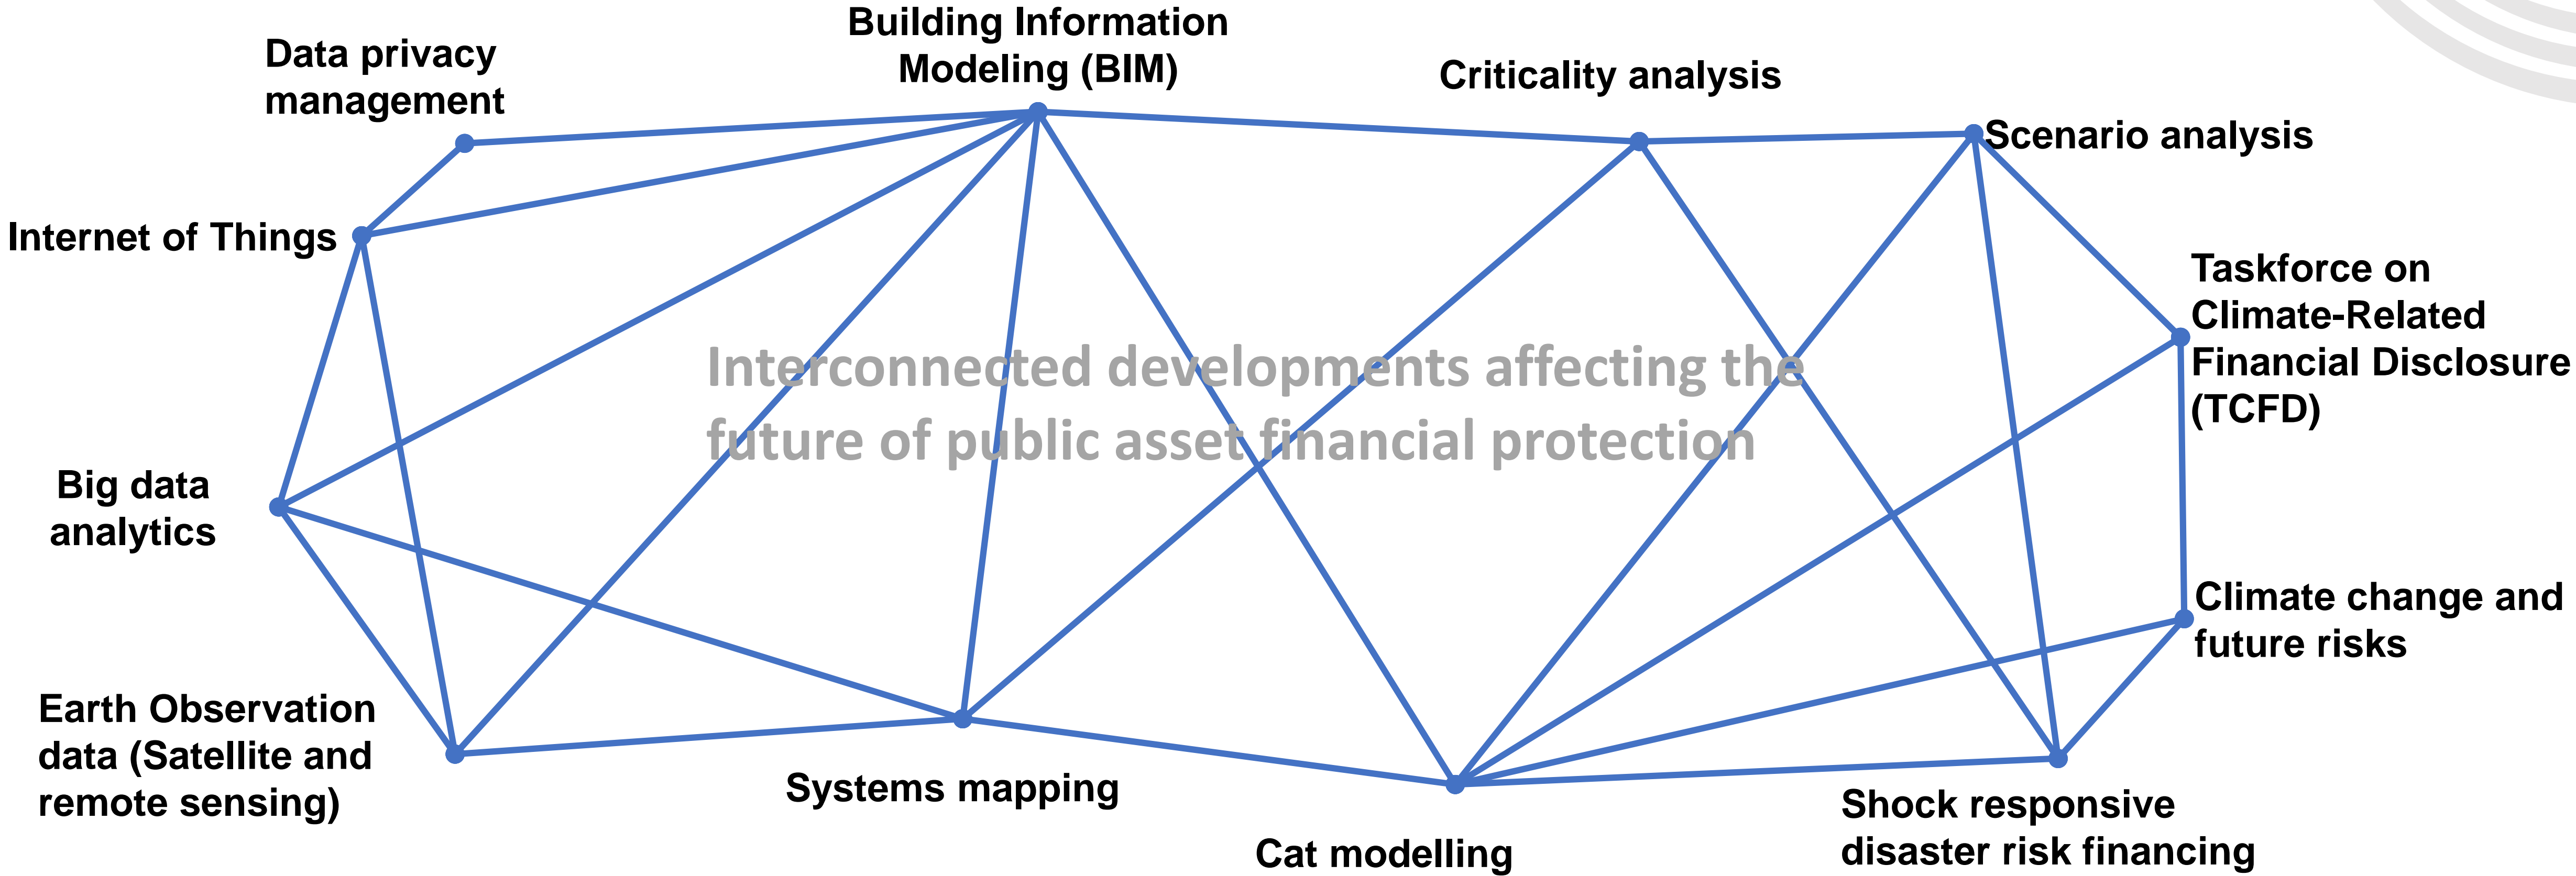 Building Information
Modeling (BIM)
Data privacy
management
Criticality analysis
Scenario analysis
Internet of Things
Taskforce on
Climate-Related
Financial Disclosure
(TCFD)
Interconnected developments affecting the
future of public asset financial protection
Big data
analytics
Climate change and
future risks
Earth Observation
data (Satellite and
remote sensing)
Systems mapping
Cat modelling
Shock responsive
disaster risk financing